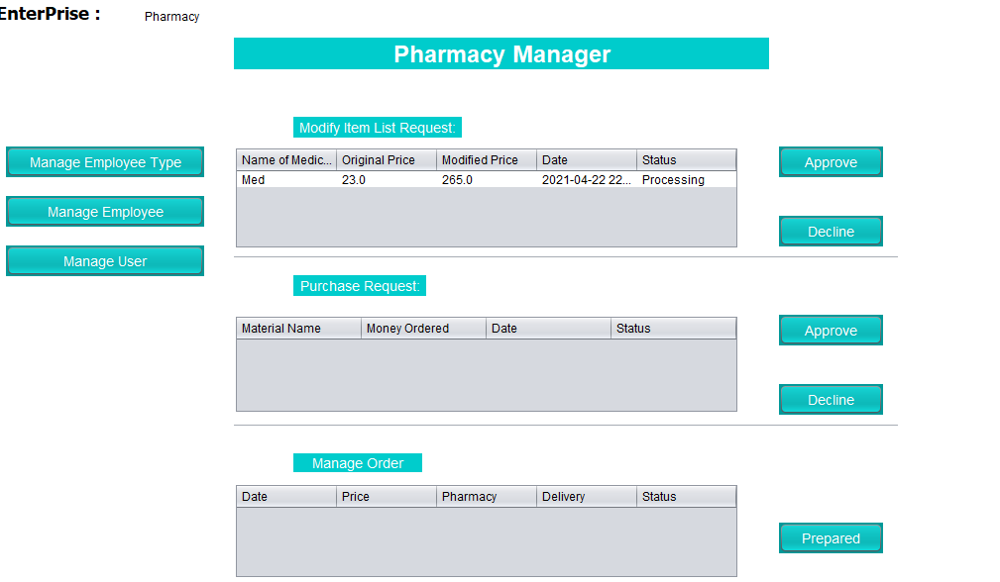 EnterPrise :
Pharmacy
Pharmacy Manager
Modify Item List Request:
Manage Employee Type
Manage Employee
Manage User
Name of Medic... Original Price Modified Price Date Status
Med 23.0 265.0 2021-04-22 22... Processing
Approve
Decline
Purchase Request:
Material Name Money Ordered Date Status
Approve
Decline
Manage Order
Date Price Pharmacy Delivery Status
Prepared